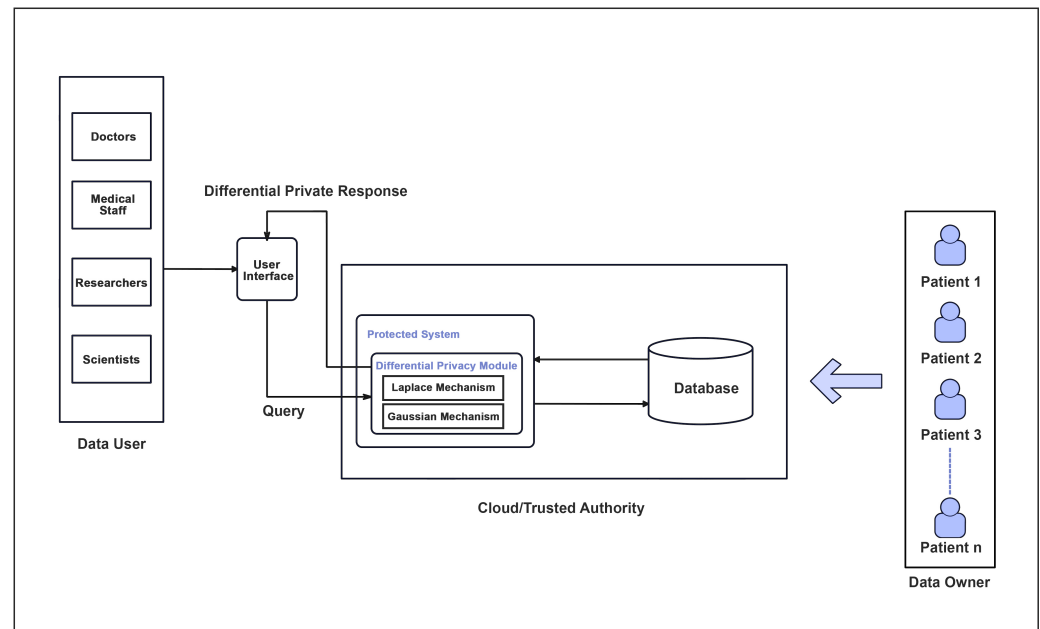 Doctors
Medical
Staff
Researchers
Scientists
Data User
Differential Private Response
User
Interface
Query
Protected System
Differential Privacy Module
Laplace Mechanism
Gaussian Mechanism
Database
Cloud/Trusted Authority
Patient 1
Patient 2
Patient 3
Patient n
Data Owner